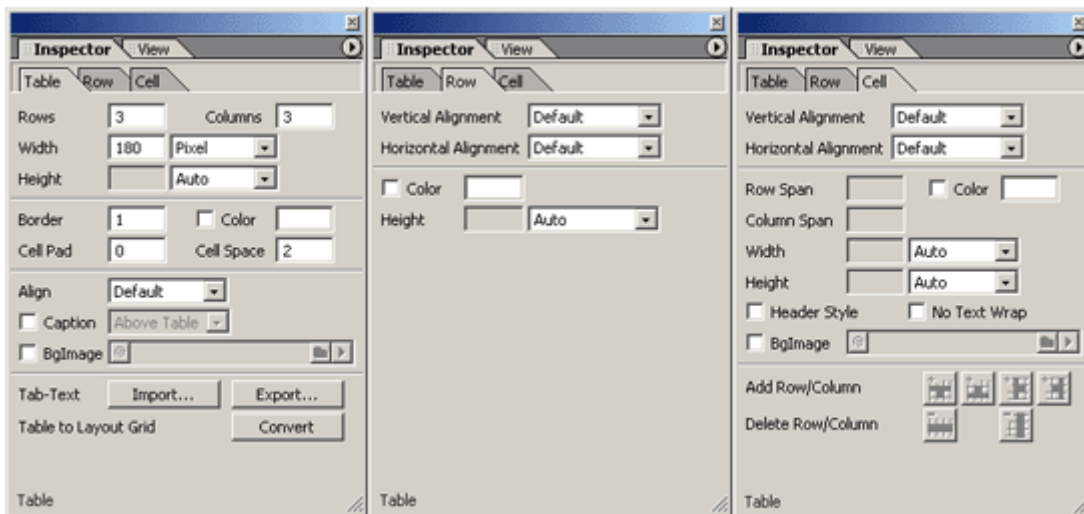 Inspector View
Table Row Cell
Rows 3 Columns 3
Width 180 Pixel
Height Auto
Border 1 Color
Cell Pad 0 Cell Space 2
Align Default
Caption Above Table
BgImage
Tab-Text Import... Export...
Table to Layout Grid Convert
Table
Inspector View
Table Row Cell
Vertical Alignment Default
Horizontal Alignment Default
Color
Height Auto
Table
Inspector View
Table Row Cell
Vertical Alignment Default
Horizontal Alignment Default
Row Span Color
Column Span
Width Auto
Height Auto
Header Style No Text Wrap
BgImage
Add Row/Column
Delete Row/Column
Table